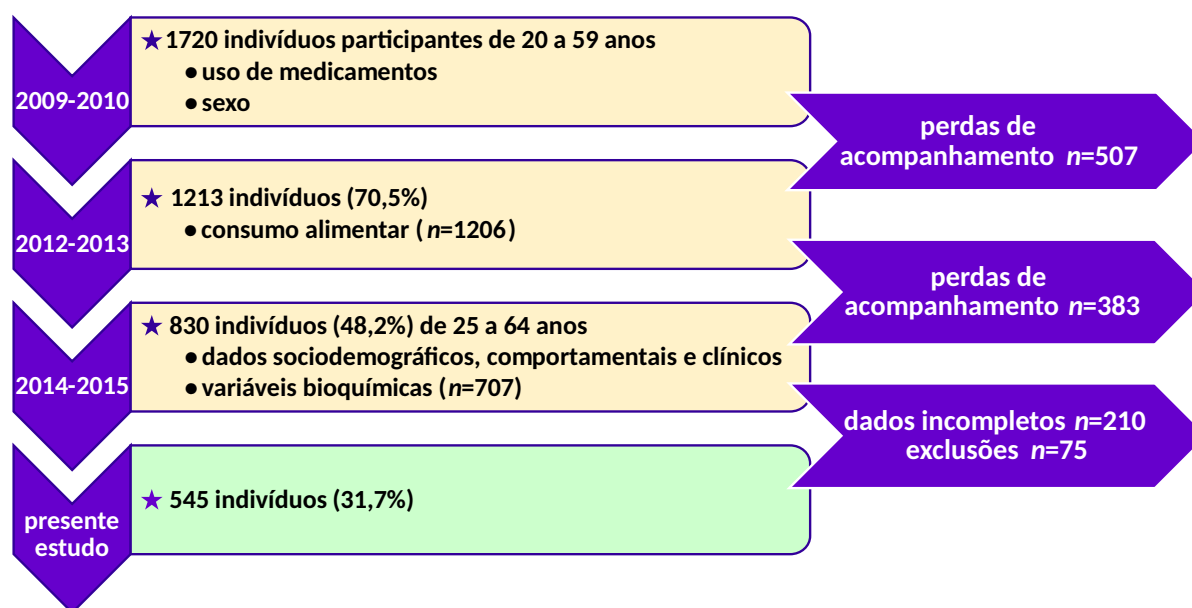 2009-2010
★ 1720 indivíduos participantes de 20 a 59 anos
● uso de medicamentos
● sexo
perdas de
acompanhamento n=507
2012-2013
★ 1213 indivíduos (70,5%)
● consumo alimentar (n=1206)
perdas de
acompanhamento n=383
2014-2015
★ 830 indivíduos (48,2%) de 25 a 64 anos
● dados sociodemográficos, comportamentais e clínicos
● variáveis bioquímicas (n=707)
dados incompletos n=210
exclusões n=75
presente
estudo
★ 545 indivíduos (31,7%)